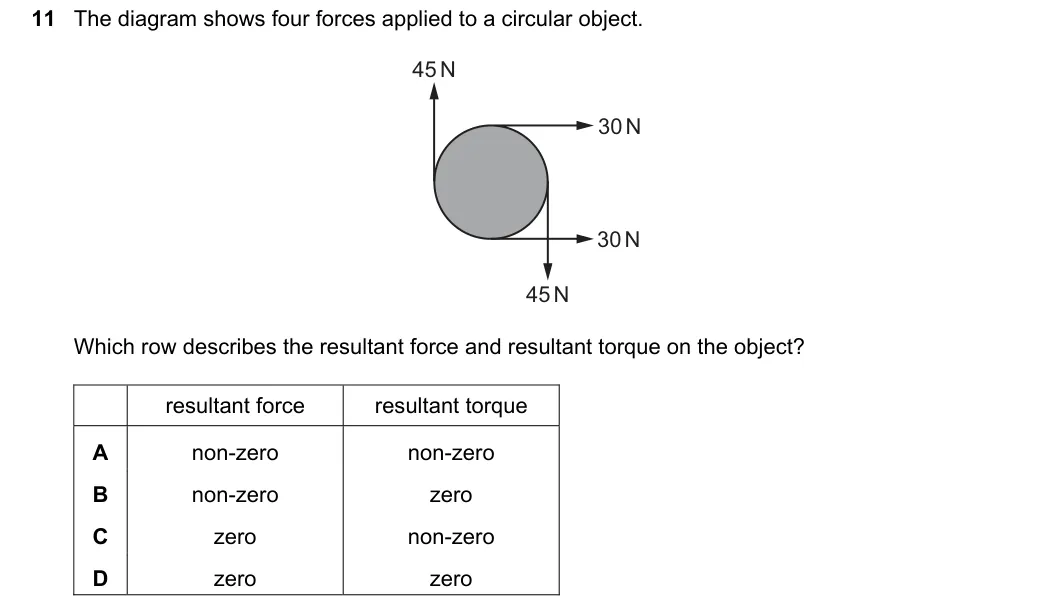 11 The diagram shows four forces applied to a circular object.
45 N
30 N
30 N
45 N
Which row describes the resultant force and resultant torque on the object?
resultant force resultant torque
A non-zero non-zero
B non-zero zero
C zero non-zero
D zero zero